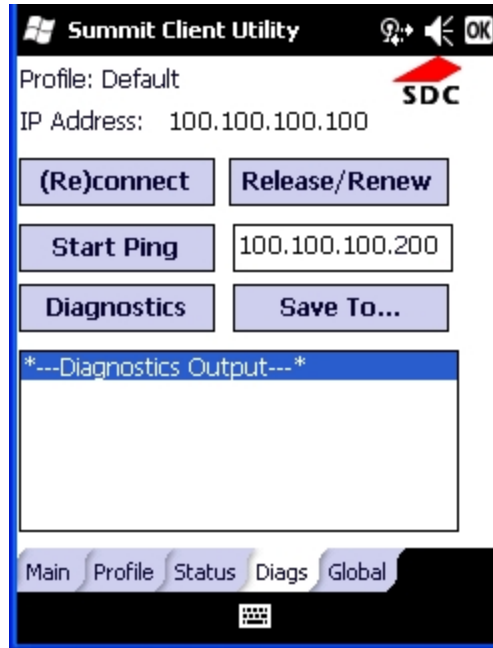 Summit Client Utility OK
Profile: Default
SDC
IP Address: 100.100.100.100
(Re)connect Release/Renew
Start Ping 100.100.100.200
Diagnostics Save To...
*---Diagnostics Output---*
Main Profile Status Diags Global